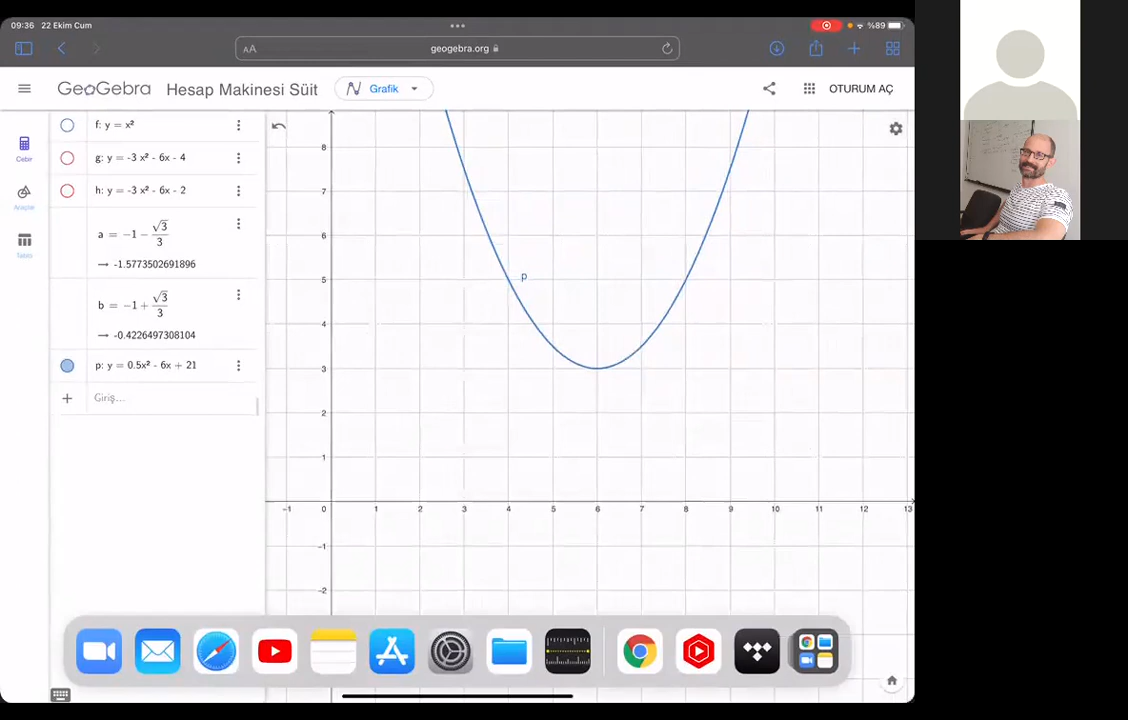 09:36 22 Ekim Cum
%89
AA geogebra.org
GeoGebra Hesap Makinesi Süit Grafik OTURUM AÇ
Cebir
Araçlar
Tablo
f: y = x²
g: y = -3 x² - 6x - 4
h: y = -3 x² - 6x - 2
a = −1 − √3/3
→ -1.5773502691896
b = −1 + √3/3
→ -0.4226497308104
p: y = 0.5x² - 6x + 21
+ Giriş...
8
7
6
5
p
4
3
2
1
−1 0 1 2 3 4 5 6 7 8 9 10 11 12 13
−1
−2